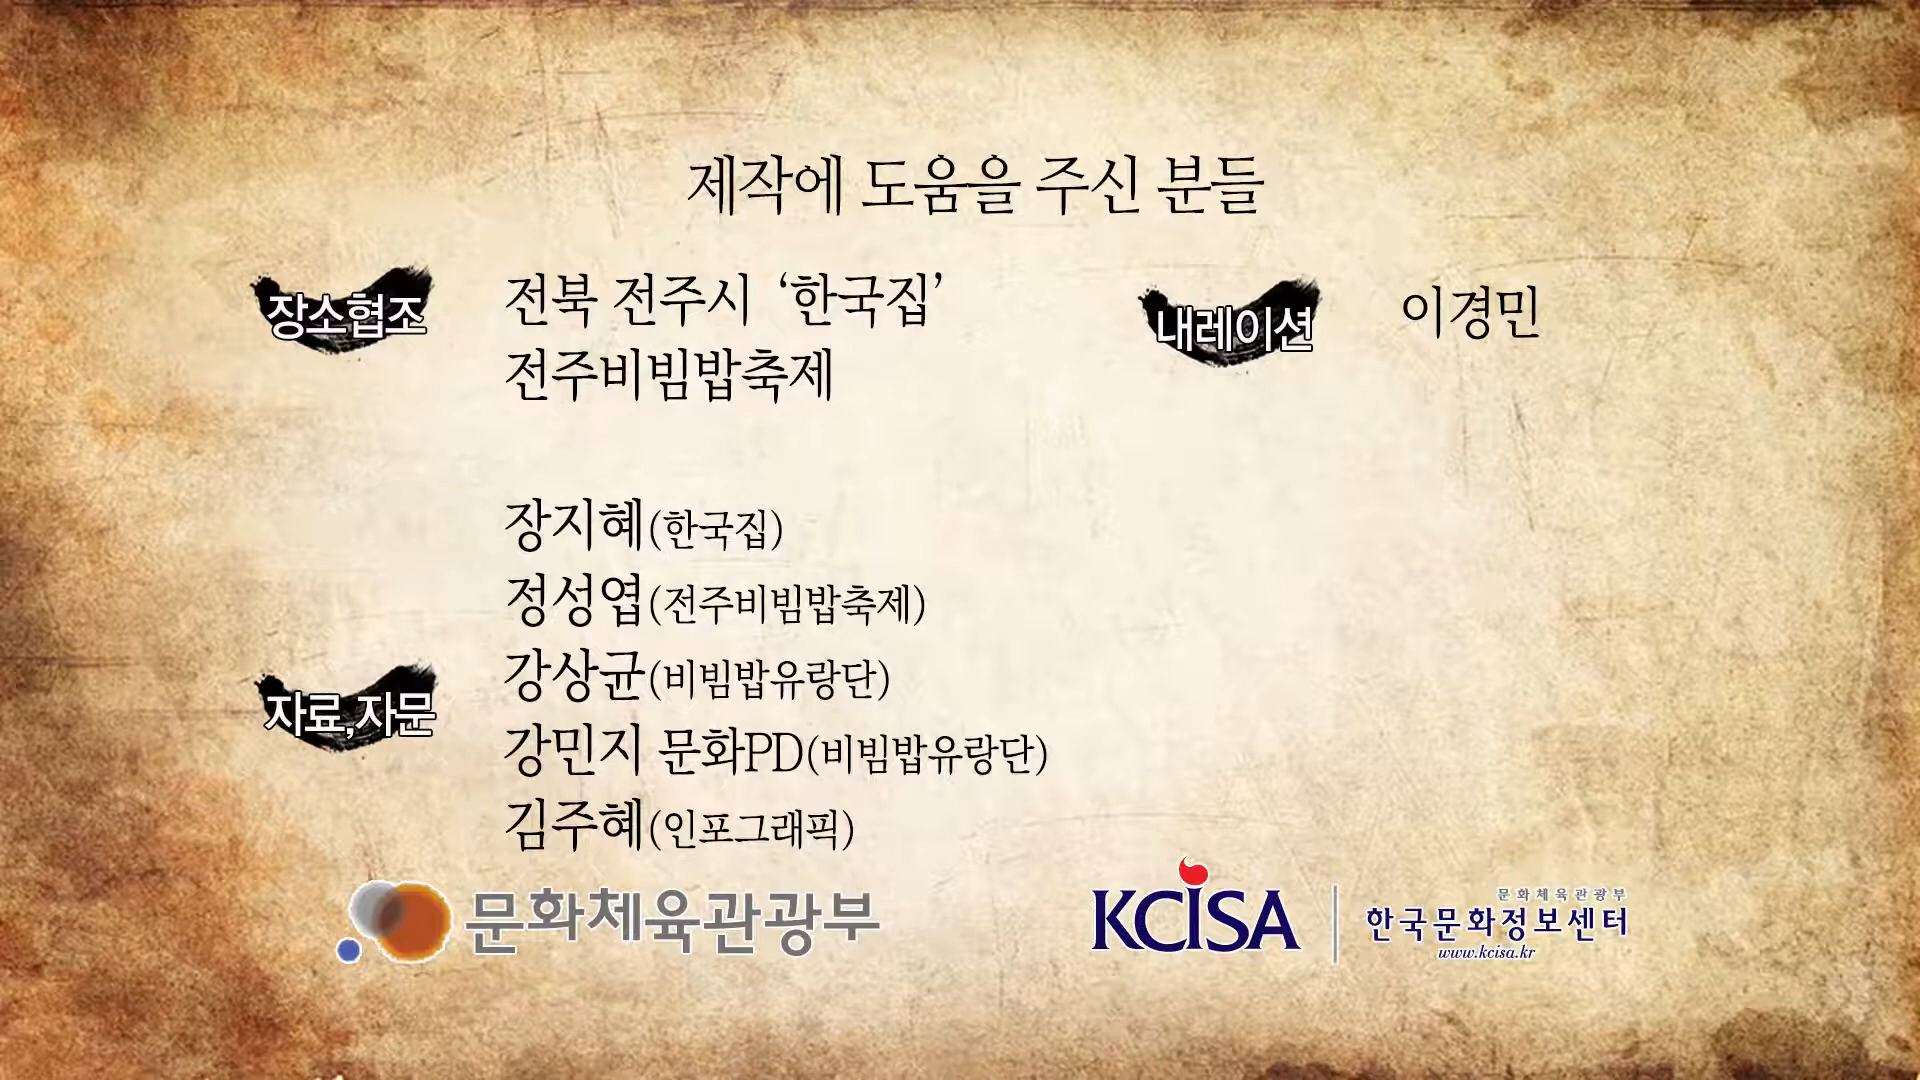 제작에 도움을 주신 분들
장소협조
전북 전주시 ‘한국집’
전주비빔밥축제
내레이션
이경민
자료,자문
장지혜(한국집)
정성엽(전주비빔밥축제)
강상균(비빔밥유랑단)
강민지 문화PD(비빔밥유랑단)
김주혜(인포그래픽)
문화체육관광부
KCISA
문화체육관광부
한국문화정보센터
www.kcisa.kr